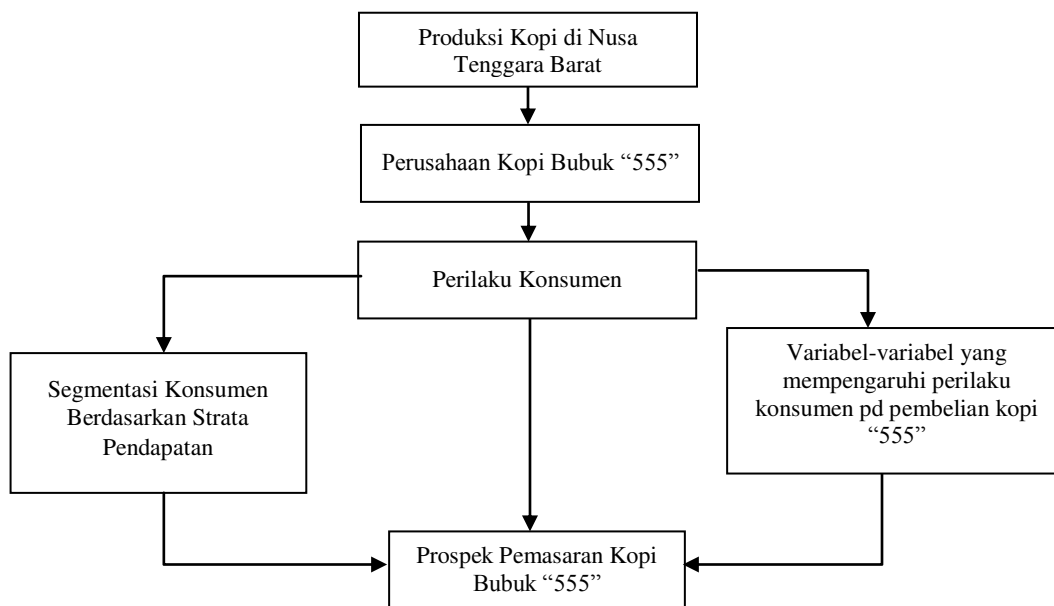 Produksi Kopi di Nusa
Tenggara Barat
Perusahaan Kopi Bubuk “555”
Perilaku Konsumen
Segmentasi Konsumen
Berdasarkan Strata
Pendapatan
Variabel-variabel yang
mempengaruhi perilaku
konsumen pd pembelian kopi
“555”
Prospek Pemasaran Kopi
Bubuk “555”